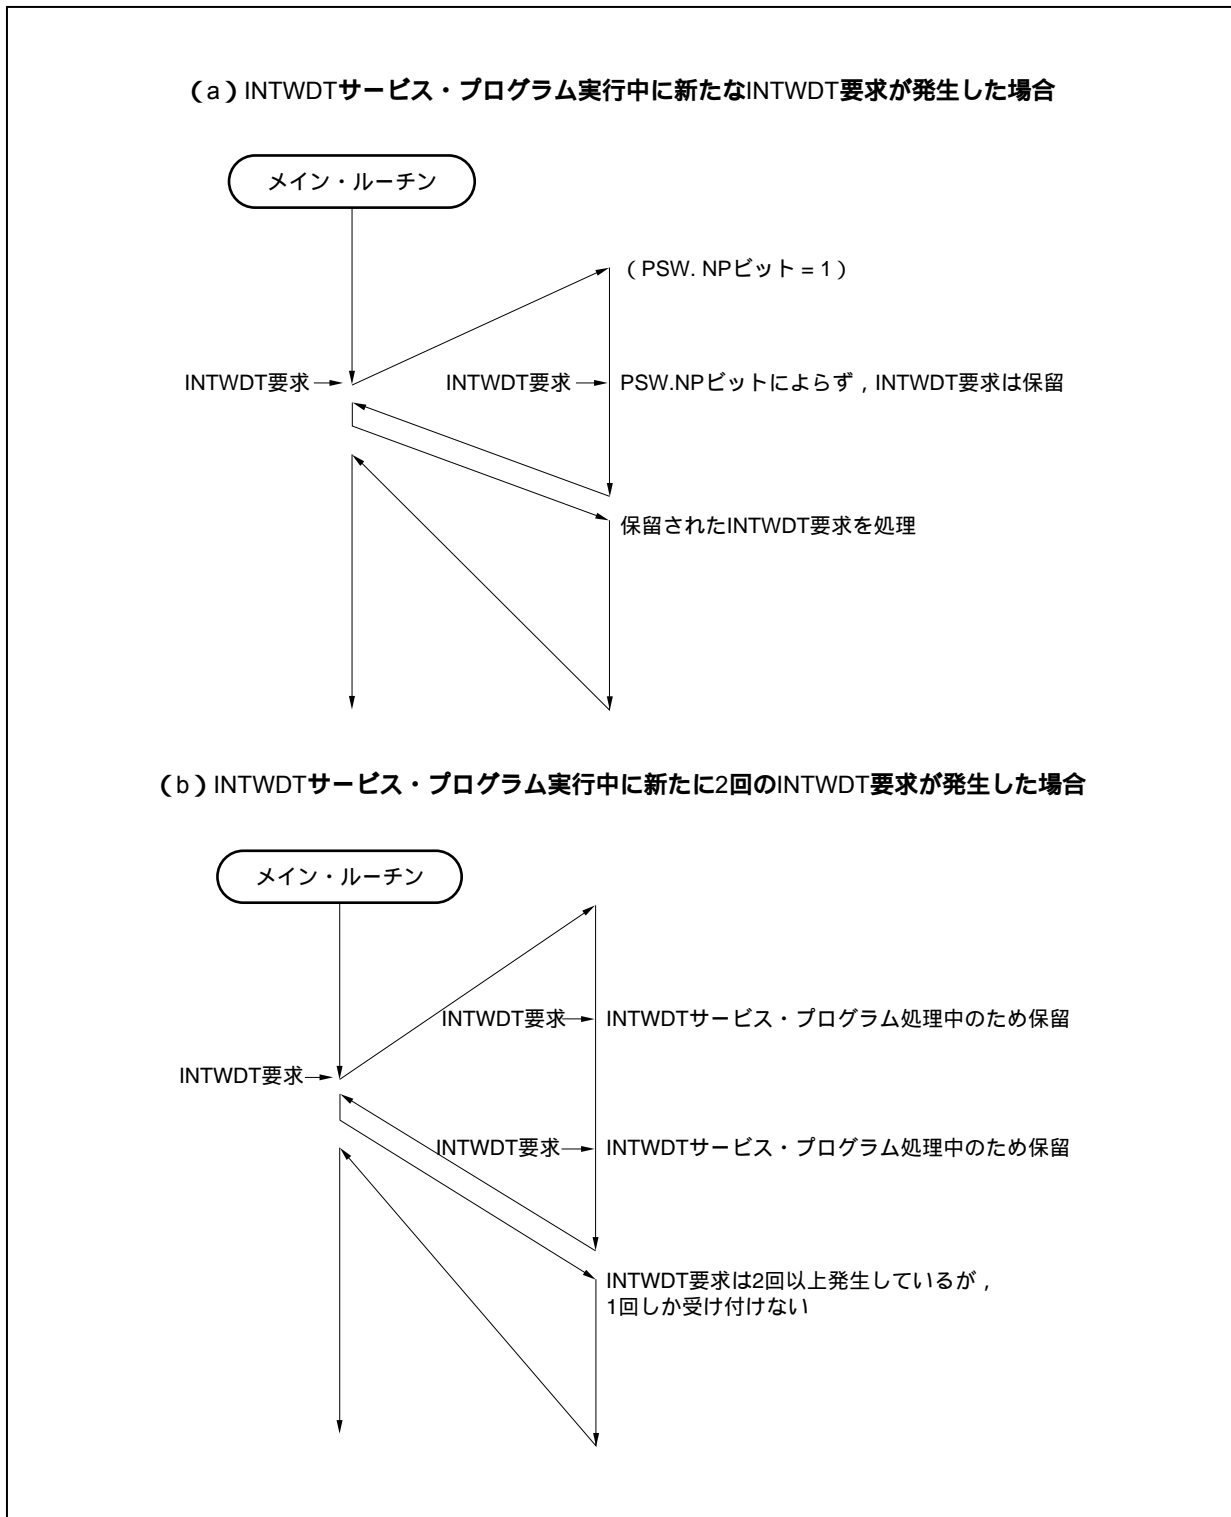 （a）INTWDTサービス・プログラム実行中に新たなINTWDT要求が発生した場合
メイン・ルーチン
（PSW. NPビット = 1）
INTWDT要求
INTWDT要求
PSW.NPビットによらず，INTWDT要求は保留
保留されたINTWDT要求を処理
（b）INTWDTサービス・プログラム実行中に新たに2回のINTWDT要求が発生した場合
メイン・ルーチン
INTWDT要求
INTWDTサービス・プログラム処理中のため保留
INTWDT要求
INTWDT要求
INTWDTサービス・プログラム処理中のため保留
INTWDT要求は2回以上発生しているが，
1回しか受け付けない